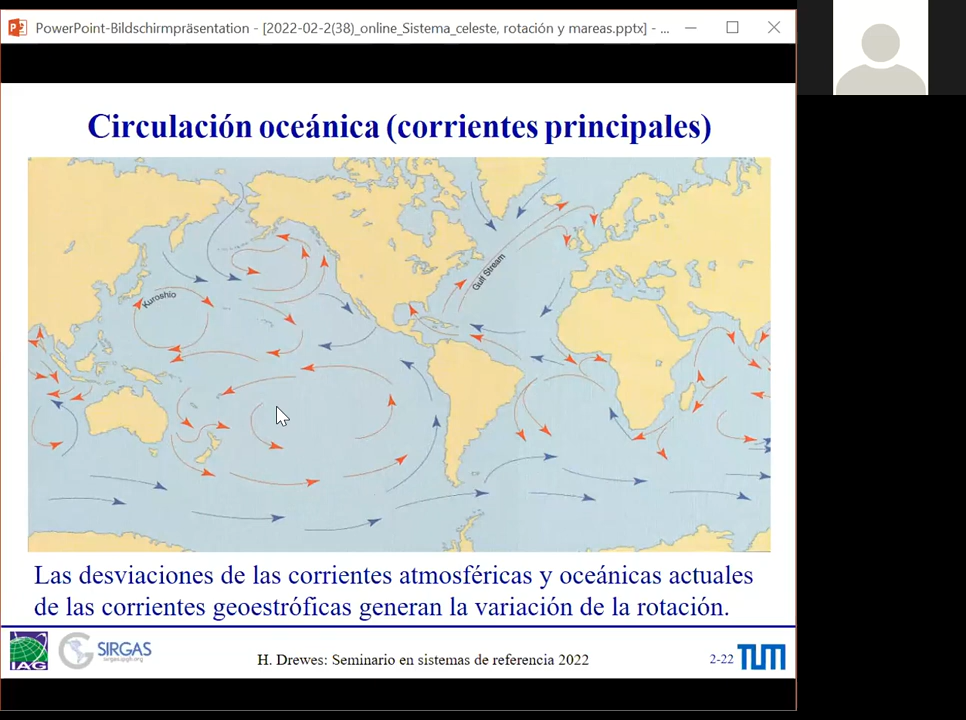 PowerPoint-Bildschirmpräsentation - [2022-02-2(38)_online_Sistema_celeste, rotación y mareas.pptx] - ...
Circulación oceánica (corrientes principales)
Gulf Stream
Kuroshio
Las desviaciones de las corrientes atmosféricas y oceánicas actuales
de las corrientes geoestróficas generan la variación de la rotación.
IAG
SIRGAS
sirgas.ipgh.org
H. Drewes: Seminario en sistemas de referencia 2022
2-22
TUM